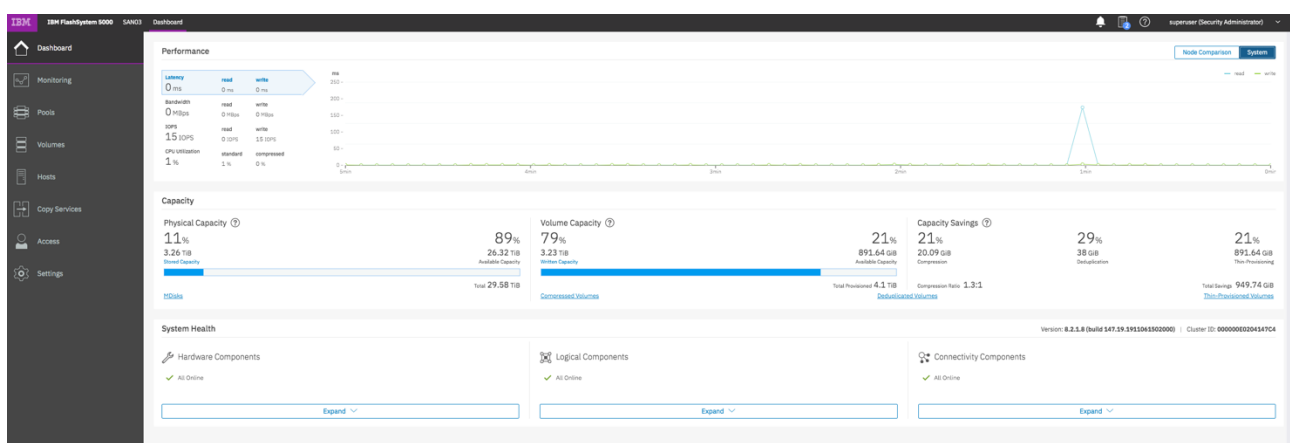 IBM IBM FlashSystem 5000 SAN03 Dashboard 2 superuser (Security Administrator)
Dashboard
Monitoring
Pools
Volumes
Hosts
Copy Services
Access
Settings
Performance
Node Comparison System
Latency read write
0 ms 0 ms 0 ms
Bandwidth read write
0 MBps 0 MBps 0 MBps
IOPS read write
15 IOPS 0 IOPS 15 IOPS
CPU Utilization standard compressed
1 % 1 % 0 %
ms
read write
250
200
150
100
50
0
5min 4min 3min 2min 1min 0min
Capacity
Physical Capacity ?
11% 89%
3.26 TiB 26.32 TiB
Stored Capacity Available Capacity
Total 29.58 TiB
MDisks
Volume Capacity ?
79% 21%
3.23 TiB 891.64 GiB
Written Capacity Available Capacity
Total Provisioned 4.1 TiB
Compressed Volumes
Capacity Savings ?
21% 29% 21%
20.09 GiB 38 GiB 891.64 GiB
Compression Deduplication Thin-Provisioning
Compression Ratio 1.3:1 Total Savings 949.74 GiB
Deduplicated Volumes Thin-Provisioned Volumes
System Health
Version: 8.2.1.8 (build 147.19.1911061502000) | Cluster ID: 000000E0204147C4
Hardware Components
All Online
Expand
Logical Components
All Online
Expand
Connectivity Components
All Online
Expand